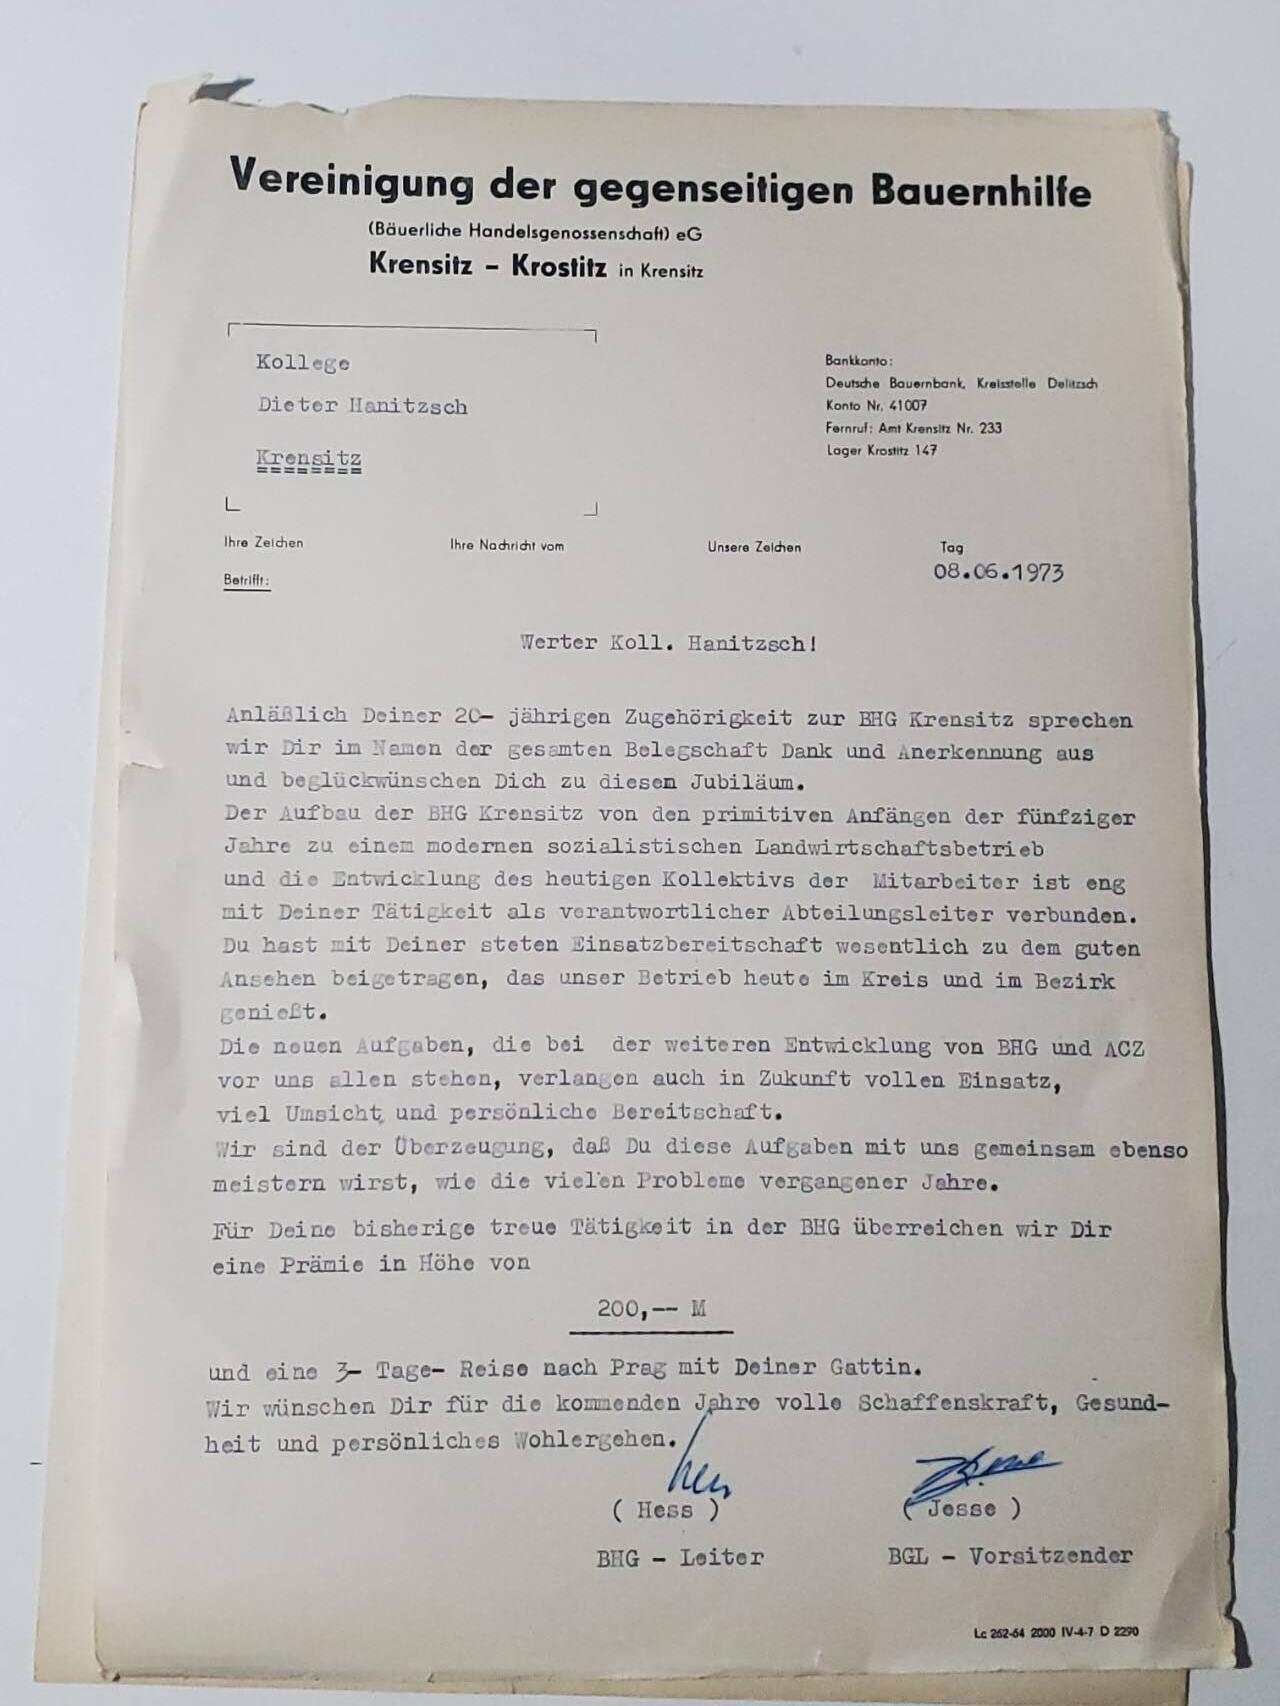 Vereinigung der gegenseitigen Bauernhilfe
(Bäuerliche Handelsgenossenschaft) eG
Krensitz – Krostitz in Krensitz
Kollege
Dieter Hanitzsch
Krensitz
Bankkonto:
Deutsche Bauernbank, Kreisstelle Delitzsch
Konto Nr. 41007
Fernruf: Amt Krensitz Nr. 233
Lager Krostitz 147
Ihre Zeichen Ihre Nachricht vom Unsere Zeichen Tag
08.06.1973
Betrifft:
Werter Koll. Hanitzsch!
Anläßlich Deiner 20- jährigen Zugehörigkeit zur BHG Krensitz sprechen
wir Dir im Namen der gesamten Belegschaft Dank und Anerkennung aus
und beglückwünschen Dich zu diesem Jubiläum.
Der Aufbau der BHG Krensitz von den primitiven Anfängen der fünfziger
Jahre zu einem modernen sozialistischen Landwirtschaftsbetrieb
und die Entwicklung des heutigen Kollektivs der Mitarbeiter ist eng
mit Deiner Tätigkeit als verantwortlicher Abteilungsleiter verbunden.
Du hast mit Deiner steten Einsatzbereitschaft wesentlich zu dem guten
Ansehen beigetragen, das unser Betrieb heute im Kreis und im Bezirk
genießt.
Die neuen Aufgaben, die bei der weiteren Entwicklung von BHG und ACZ
vor uns allen stehen, verlangen auch in Zukunft vollen Einsatz,
viel Umsicht und persönliche Bereitschaft.
Wir sind der Überzeugung, daß Du diese Aufgaben mit uns gemeinsam ebenso
meistern wirst, wie die vielen Probleme vergangener Jahre.
Für Deine bisherige treue Tätigkeit in der BHG überreichen wir Dir
eine Prämie in Höhe von
200,-- M
und eine 3- Tage- Reise nach Prag mit Deiner Gattin.
Wir wünschen Dir für die kommenden Jahre volle Schaffenskraft, Gesund-
heit und persönliches Wohlergehen.
( Hess ) ( Jesse )
BHG - Leiter BGL - Vorsitzender
Lc 262-64 2000 IV-4-7 D 2290